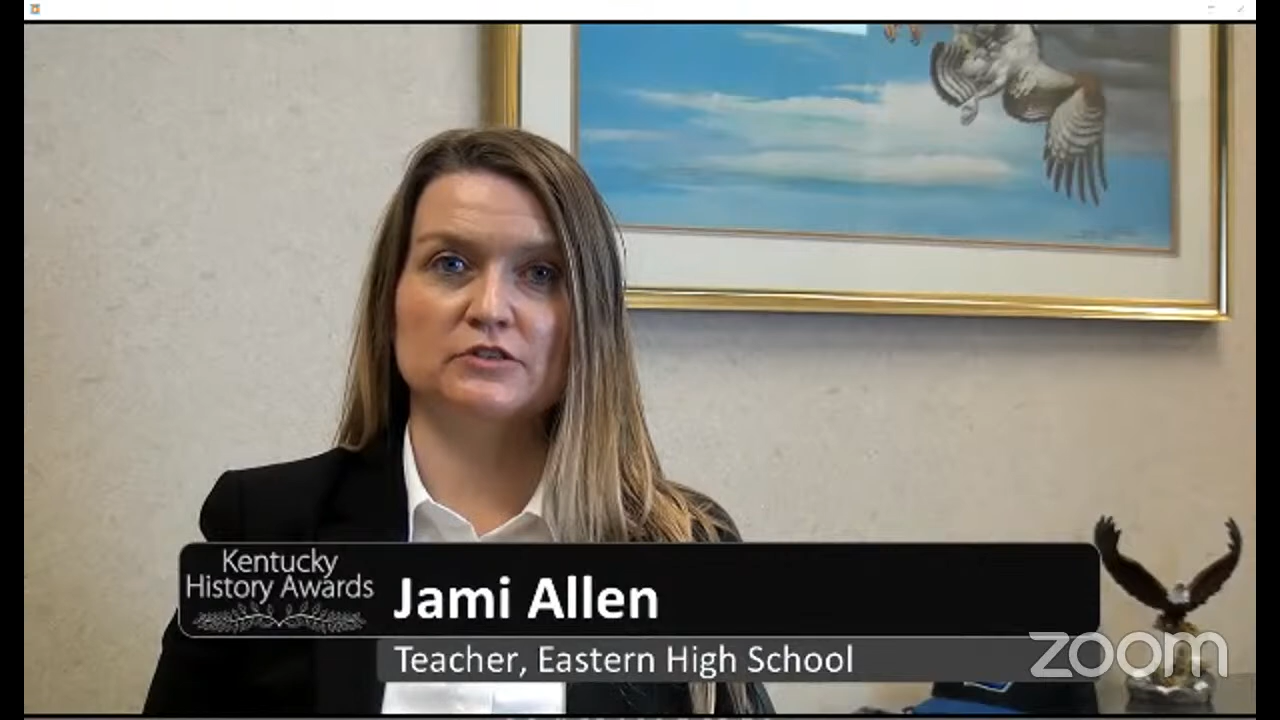 Kentucky
History Awards
Jami Allen
Teacher, Eastern High School
zoom